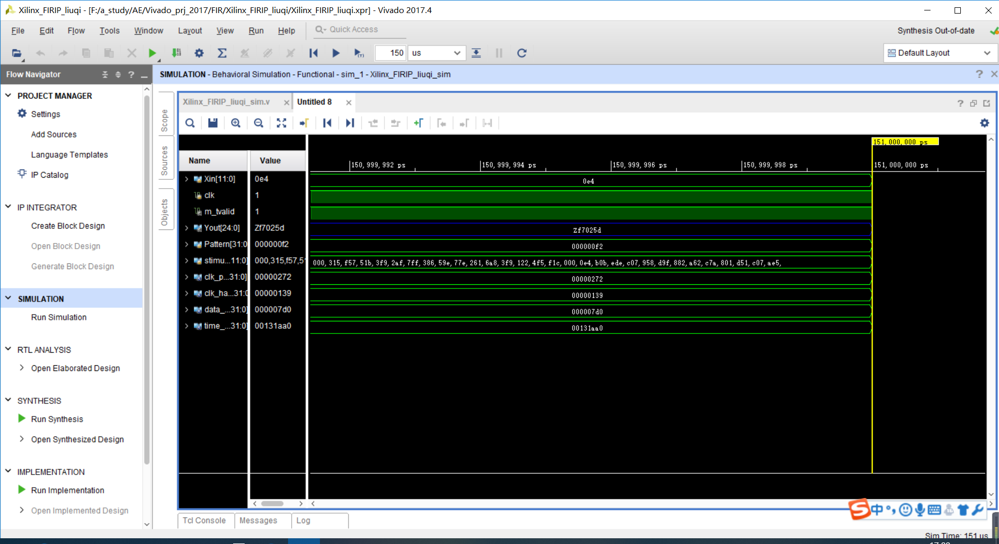 Xilinx_FIRIP_liuqi - [F:/a_study/AE/Vivado_prj_2017/FIR/Xilinx_FIRIP_liuqi/Xilinx_FIRIP_liuqi.xpr] - Vivado 2017.4
File Edit Flow Tools Window Layout View Run Help Quick Access Synthesis Out-of-date
150 us Default Layout
Flow Navigator
SIMULATION - Behavioral Simulation - Functional - sim_1 - Xilinx_FIRIP_liuqi_sim
PROJECT MANAGER
Settings
Add Sources
Language Templates
IP Catalog
IP INTEGRATOR
Create Block Design
Open Block Design
Generate Block Design
SIMULATION
Run Simulation
RTL ANALYSIS
Open Elaborated Design
SYNTHESIS
Run Synthesis
Open Synthesized Design
IMPLEMENTATION
Run Implementation
Open Implemented Design
Scope
Sources
Objects
Xilinx_FIRIP_liuqi_sim.v Untitled 8
151,000,000 ps
Name Value
150,999,992 ps 150,999,994 ps 150,999,996 ps 150,999,998 ps 151,000,000 ps
Xin[11:0] 0e4 0e4
clk 1
m_tvalid 1
Yout[24:0] Zf7025d Zf7025d
Pattern[31:0 000000f2 000000f2
stimu...11:0] 000,315,f57,51 000, 315, f57, 51b, 3f9, 2af, 7ff, 386, 59e, 77e, 261, 6a8, 3f9, 122, 4f5, f1c, 000, 0e4, b0b, ede, c07, 958, d9f, 882, a62, c7a, 801, d51, c07, ae5,
clk_p...31:0] 00000272 00000272
clk_ha...31:0 00000139 00000139
data_...31:0] 000007d0 000007d0
time_...31:0] 00131aa0 00131aa0
Tcl Console Messages Log
中
Sim Time: 151 us